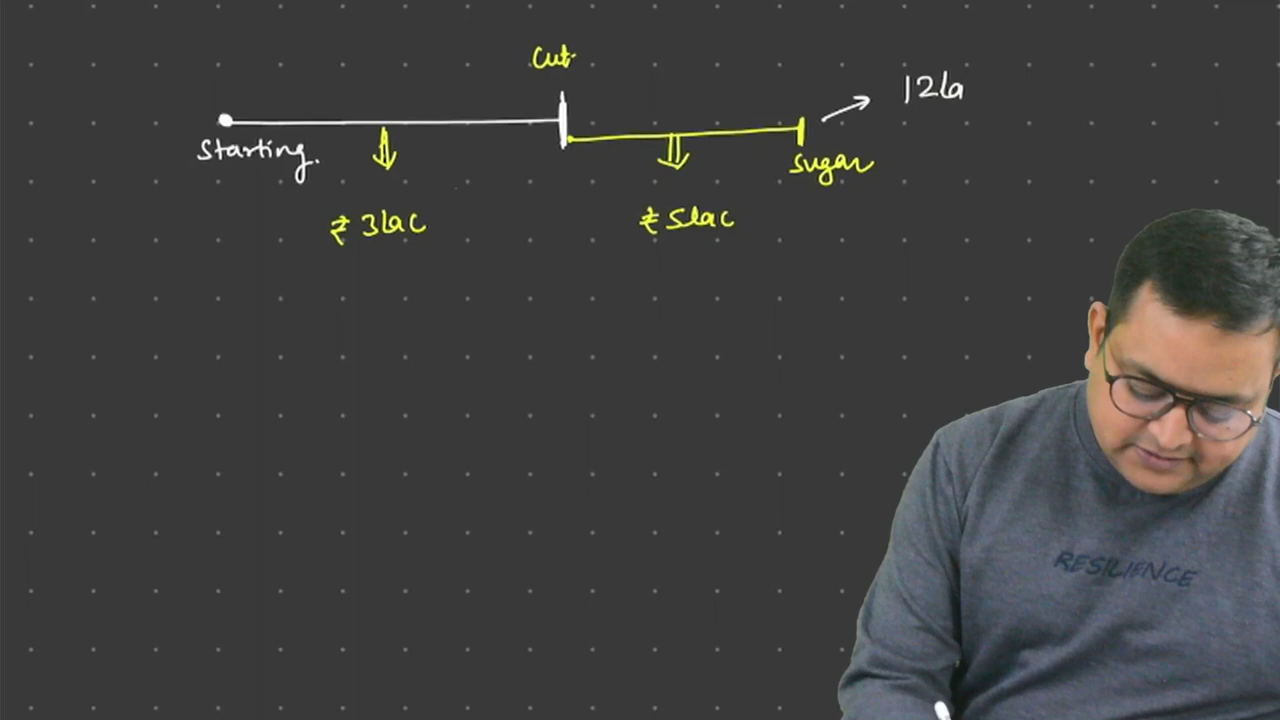 Cut
12la
Starting.
Sugar
₹ 3lac
₹ 5lac
RESILIENCE